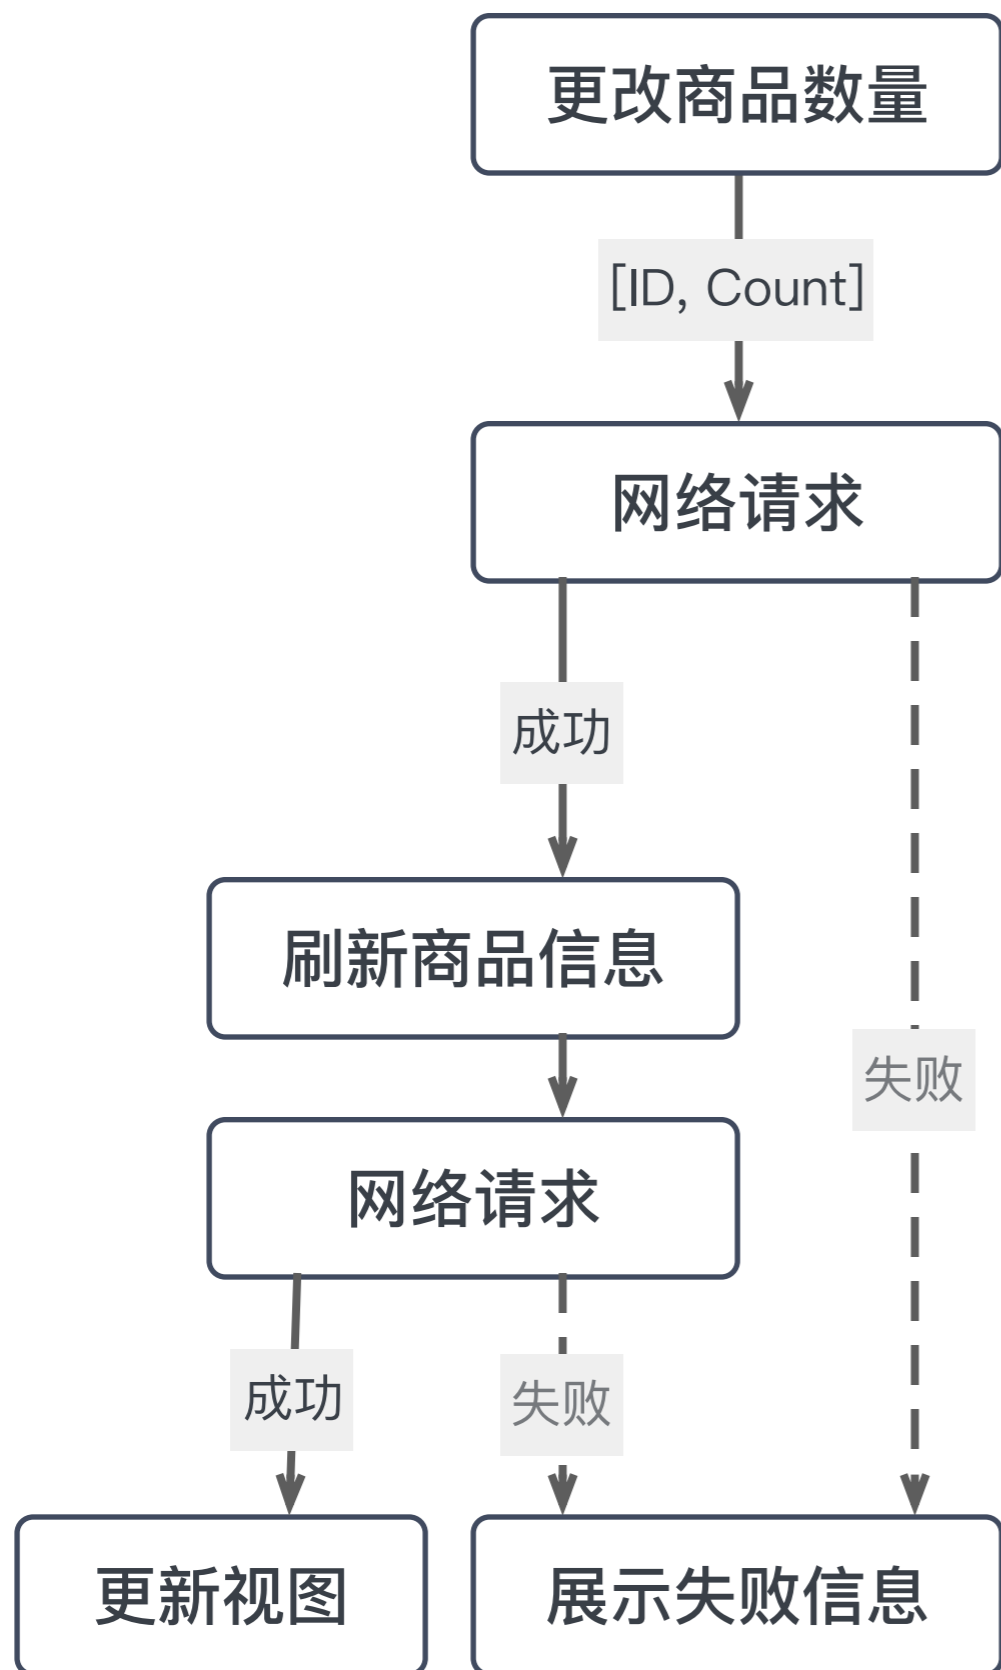 更改商品数量
[ID, Count]
网络请求
成功
刷新商品信息
失败
网络请求
成功
失败
更新视图
展示失败信息